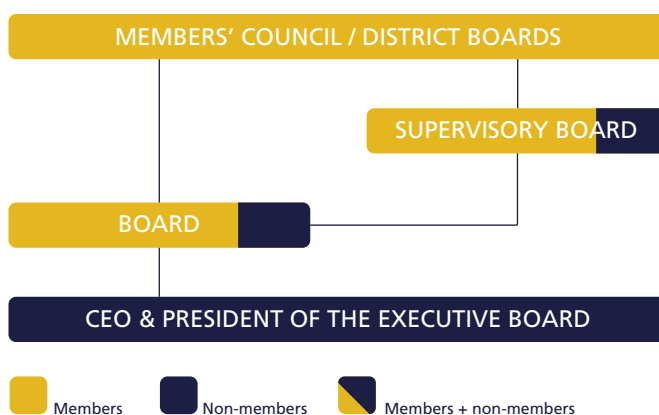 MEMBERS’ COUNCIL / DISTRICT BOARDS
SUPERVISORY BOARD
BOARD
CEO & PRESIDENT OF THE EXECUTIVE BOARD
Members
Non-members
Members + non-members